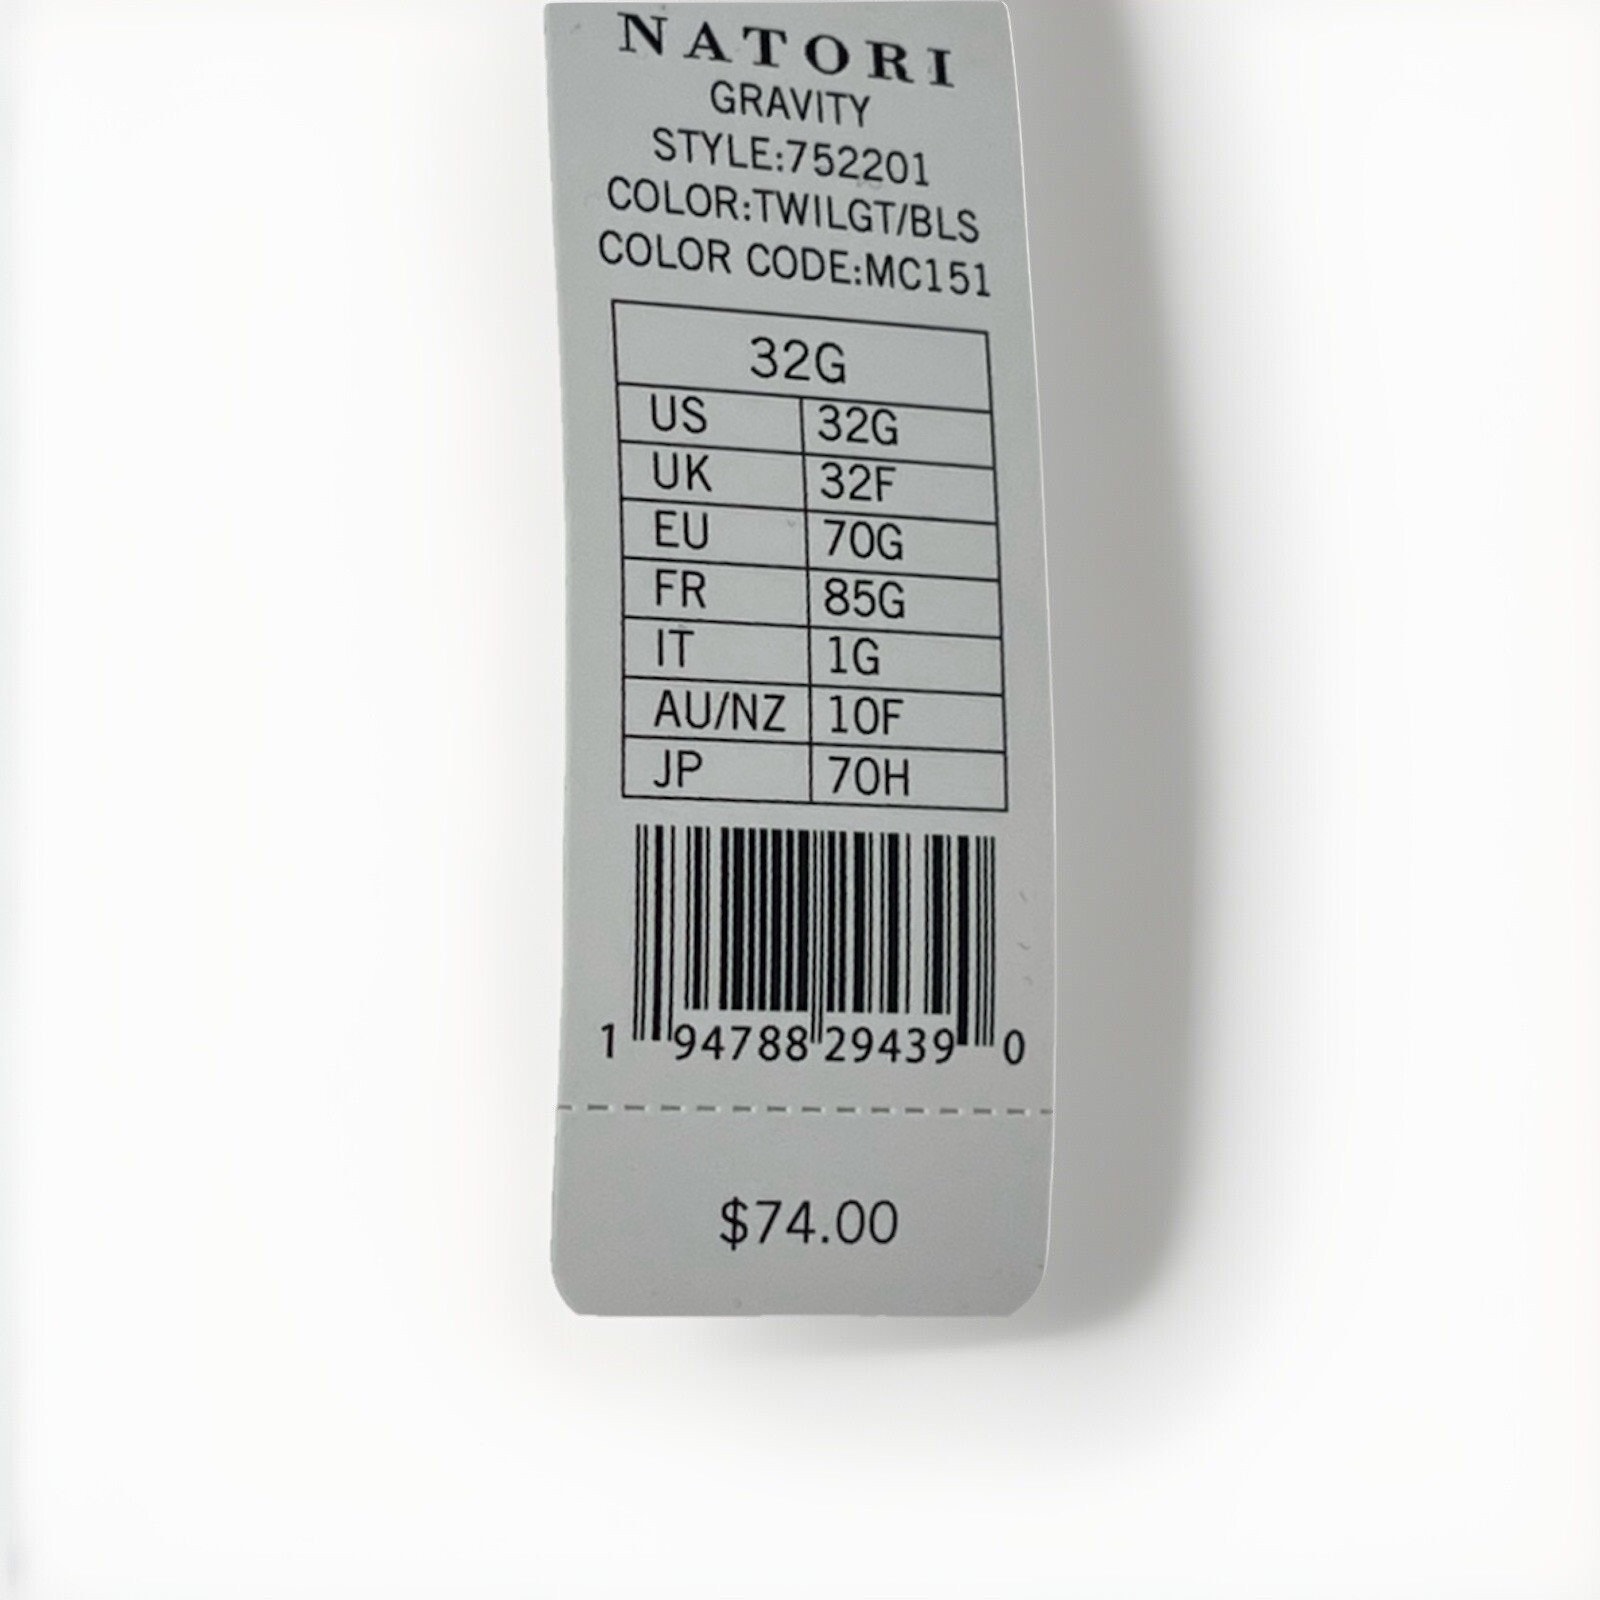 NATORI
GRAVITY
STYLE:752201
COLOR:TWILGT/BLS
COLOR CODE:MC151
32G
US 32G
UK 32F
EU 70G
FR 85G
IT 1G
AU/NZ 10F
JP 70H
1 94788 29439 0
$74.00